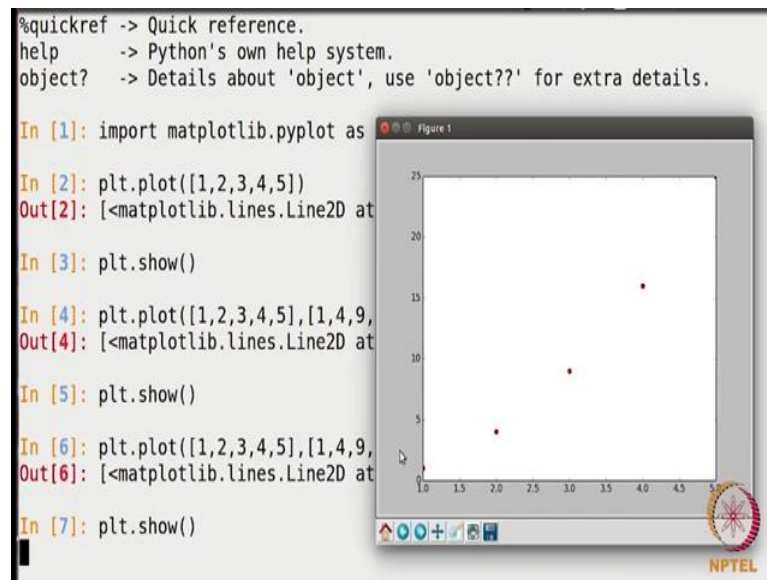 %quickref -> Quick reference.
help -> Python's own help system.
object? -> Details about 'object', use 'object??' for extra details.
In [1]: import matplotlib.pyplot as
In [2]: plt.plot([1,2,3,4,5])
Out[2]: [<matplotlib.lines.Line2D at
In [3]: plt.show()
In [4]: plt.plot([1,2,3,4,5],[1,4,9,
Out[4]: [<matplotlib.lines.Line2D at
In [5]: plt.show()
In [6]: plt.plot([1,2,3,4,5],[1,4,9,
Out[6]: [<matplotlib.lines.Line2D at
In [7]: plt.show()
Figure 1
25
20
15
10
5
0
1.0 1.5 2.0 2.5 3.0 3.5 4.0 4.5 5.0
NPTEL